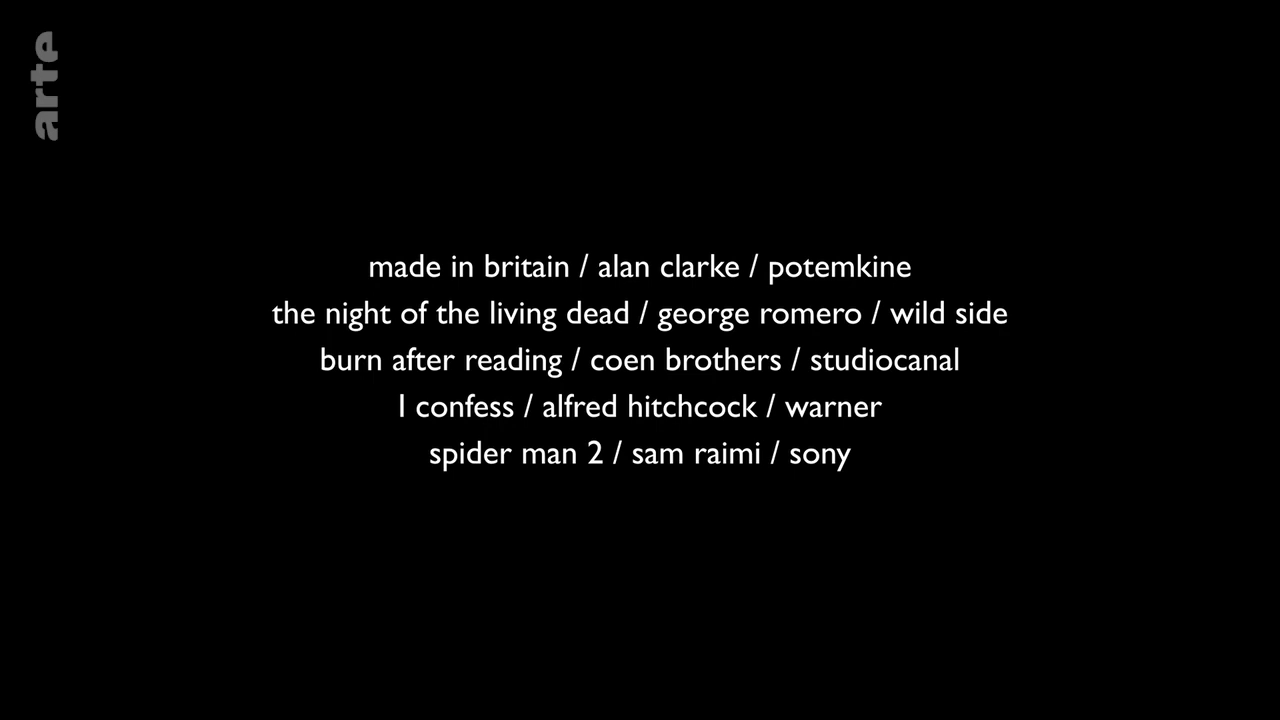 arte
made in britain / alan clarke / potemkine
the night of the living dead / george romero / wild side
burn after reading / coen brothers / studiocanal
I confess / alfred hitchcock / warner
spider man 2 / sam raimi / sony